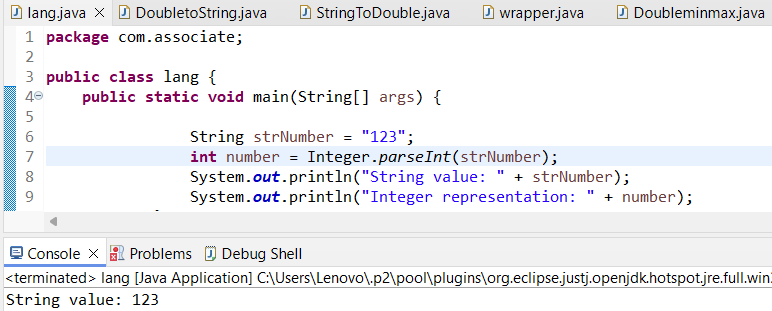 lang.java DoubletoString.java StringToDouble.java wrapper.java Doubleminmax.java
1 package com.associate;
2
3 public class lang {
4 public static void main(String[] args) {
5
6 String strNumber = "123";
7 int number = Integer.parseInt(strNumber);
8 System.out.println("String value: " + strNumber);
9 System.out.println("Integer representation: " + number);
Console Problems Debug Shell
<terminated> lang [Java Application] C:\Users\Lenovo\.p2\pool\plugins\org.eclipse.justj.openjdk.hotspot.jre.full.win
String value: 123